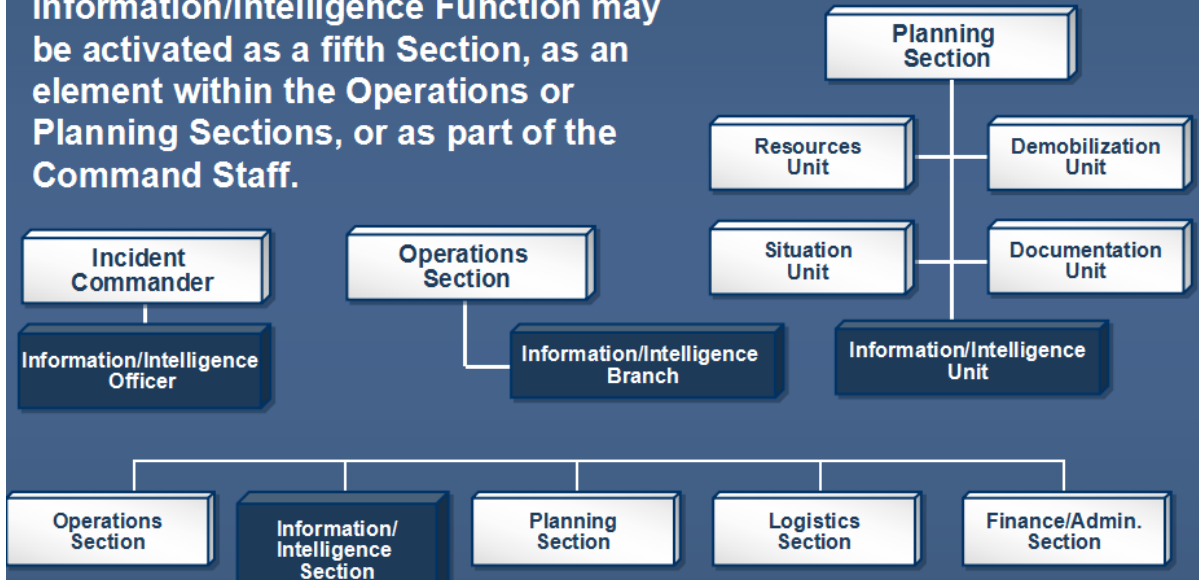 Information/Intelligence Function may
be activated as a fifth Section, as an
element within the Operations or
Planning Sections, or as part of the
Command Staff.
Planning
Section
Resources
Unit
Demobilization
Unit
Situation
Unit
Documentation
Unit
Information/Intelligence
Unit
Incident
Commander
Information/Intelligence
Officer
Operations
Section
Information/Intelligence
Branch
Operations
Section
Information/
Intelligence
Section
Planning
Section
Logistics
Section
Finance/Admin.
Section